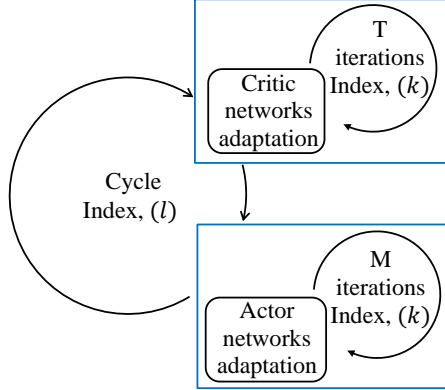 T
iterations
Index, (k)
Critic
networks
adaptation
Cycle
Index, (l)
M
iterations
Index, (k)
Actor
networks
adaptation